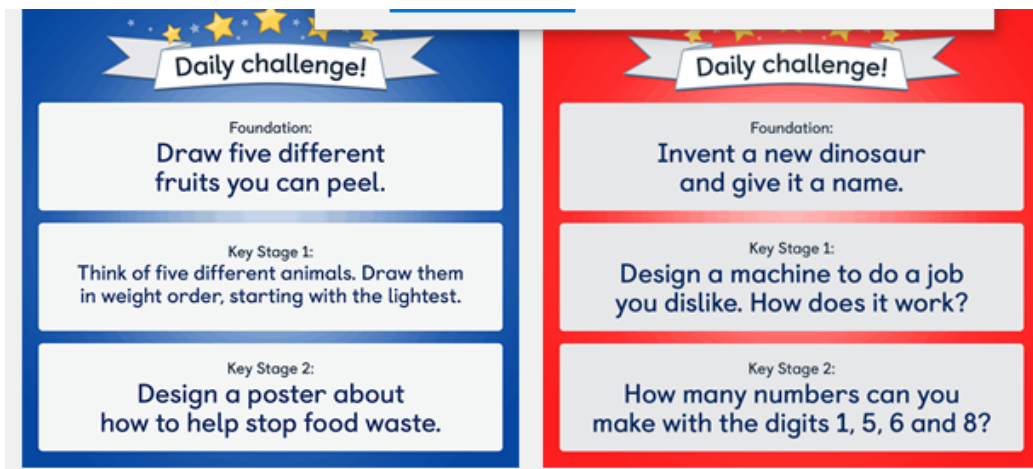 Daily challenge!
Foundation:
Draw five different
fruits you can peel.
Key Stage 1:
Think of five different animals. Draw them
in weight order, starting with the lightest.
Key Stage 2:
Design a poster about
how to help stop food waste.
Daily challenge!
Foundation:
Invent a new dinosaur
and give it a name.
Key Stage 1:
Design a machine to do a job
you dislike. How does it work?
Key Stage 2:
How many numbers can you
make with the digits 1, 5, 6 and 8?